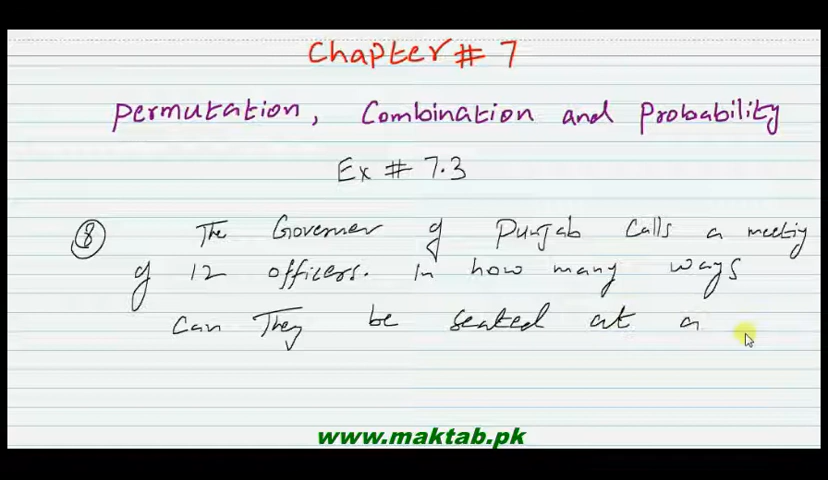 Chapter # 7
Permutation, Combination and Probability
Ex # 7.3
⑧ The Governer of Punjab Calls a meeting
of 12 officers. In how many ways
Can They be seated at a
www.maktab.pk